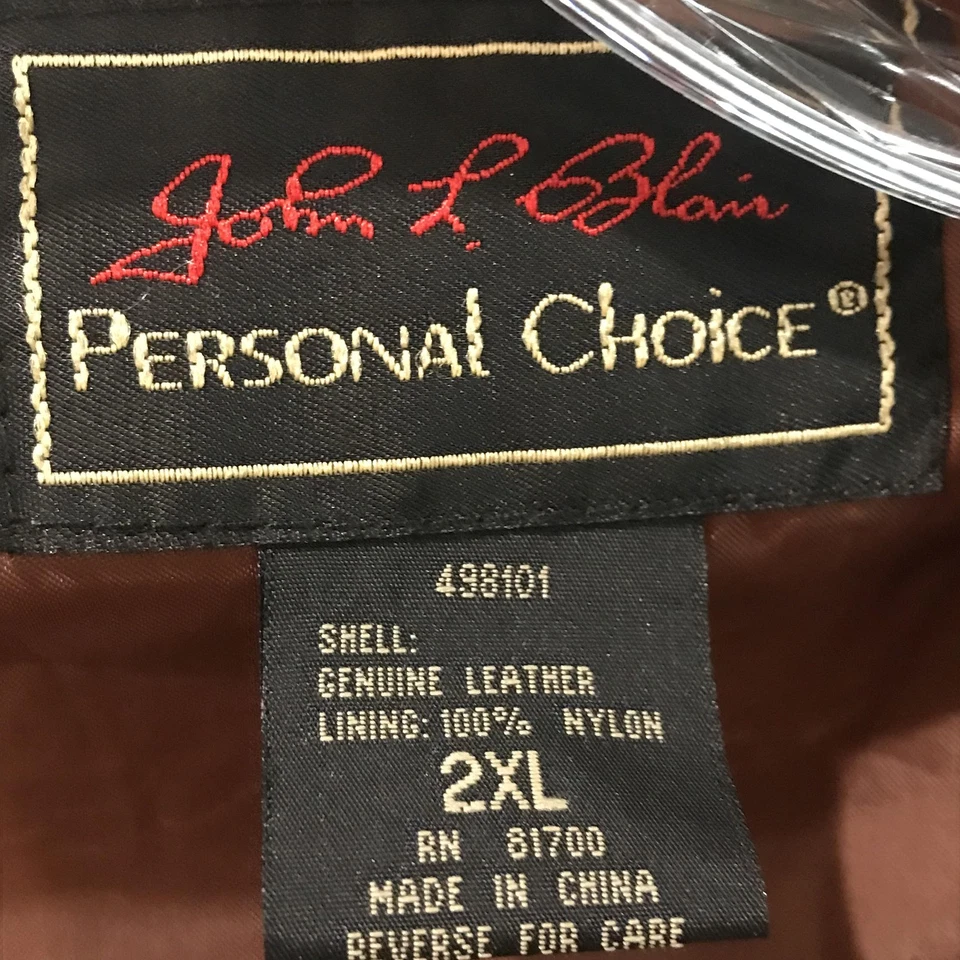 John L. Blair
PERSONAL CHOiCE®
498101
SHELL:
GENUINE LEATHER
LINING: 100% NYLON
2XL
RN 81700
MADE IN CHINA
REVERSE FOR CARE